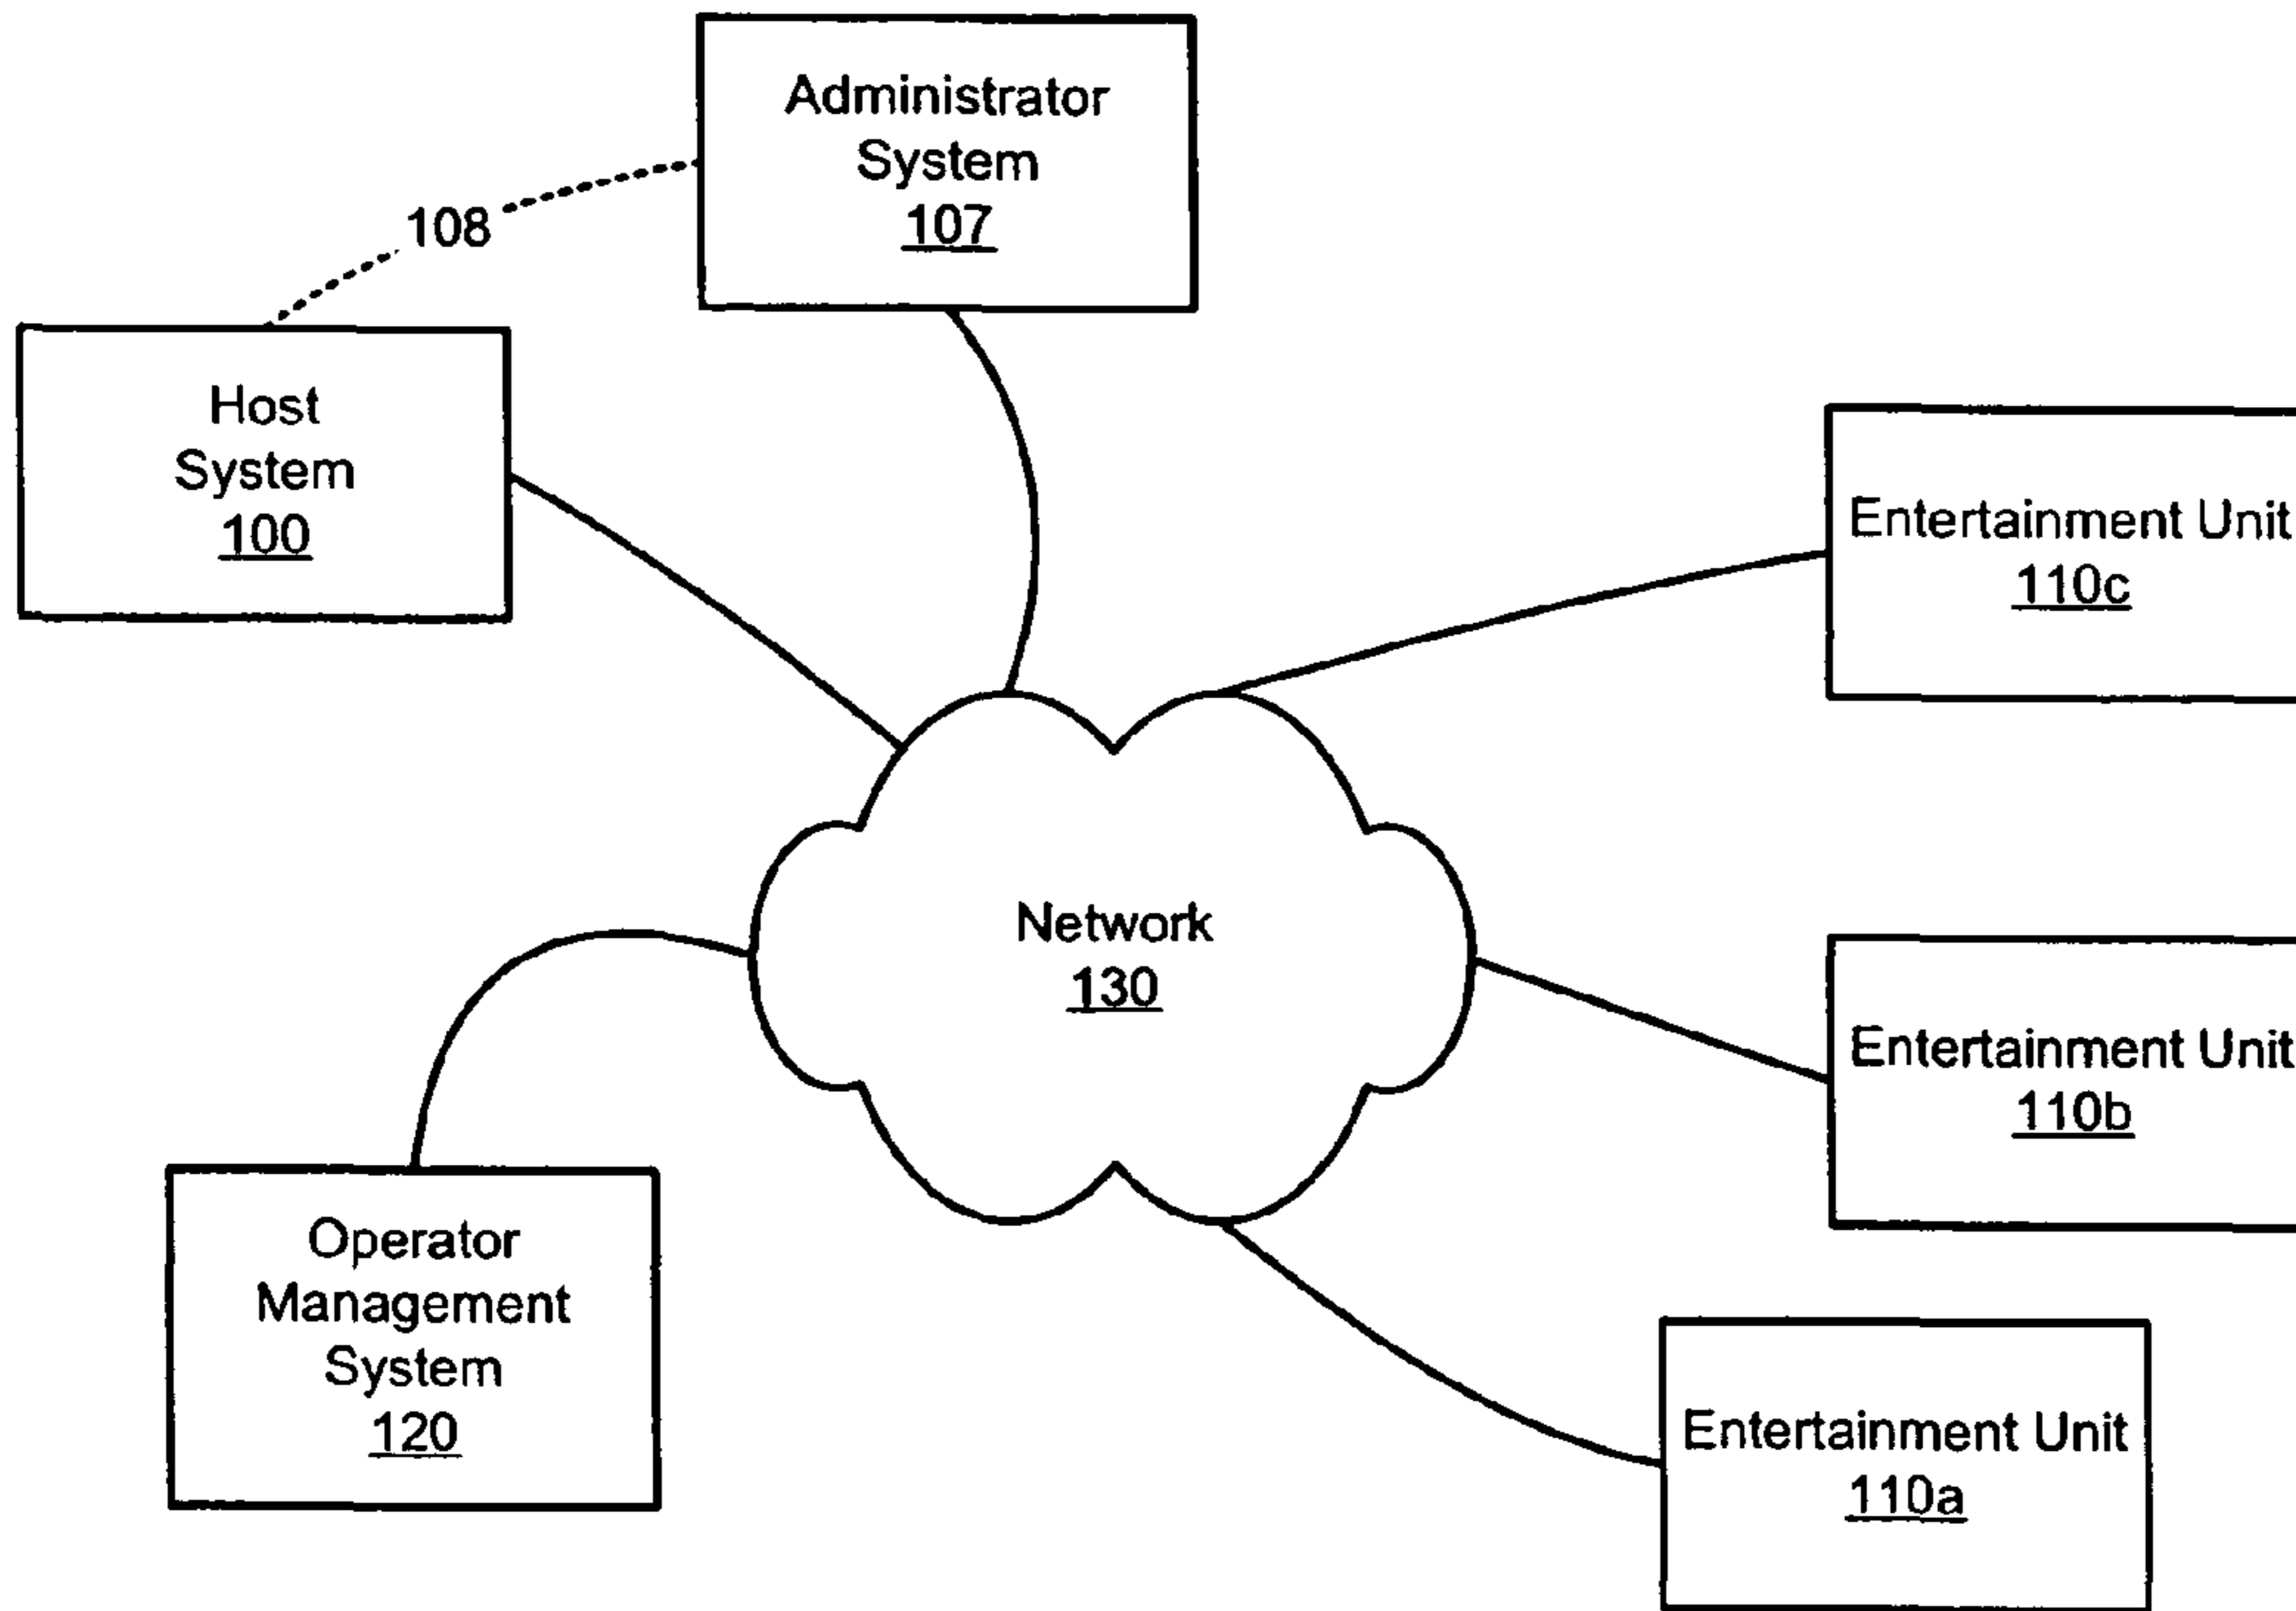 Administrator
System
107
108
Host
System
100
Entertainment Unit
110c
Network
130
Entertainment Unit
110b
Operator
Management
System
120
Entertainment Unit
110a